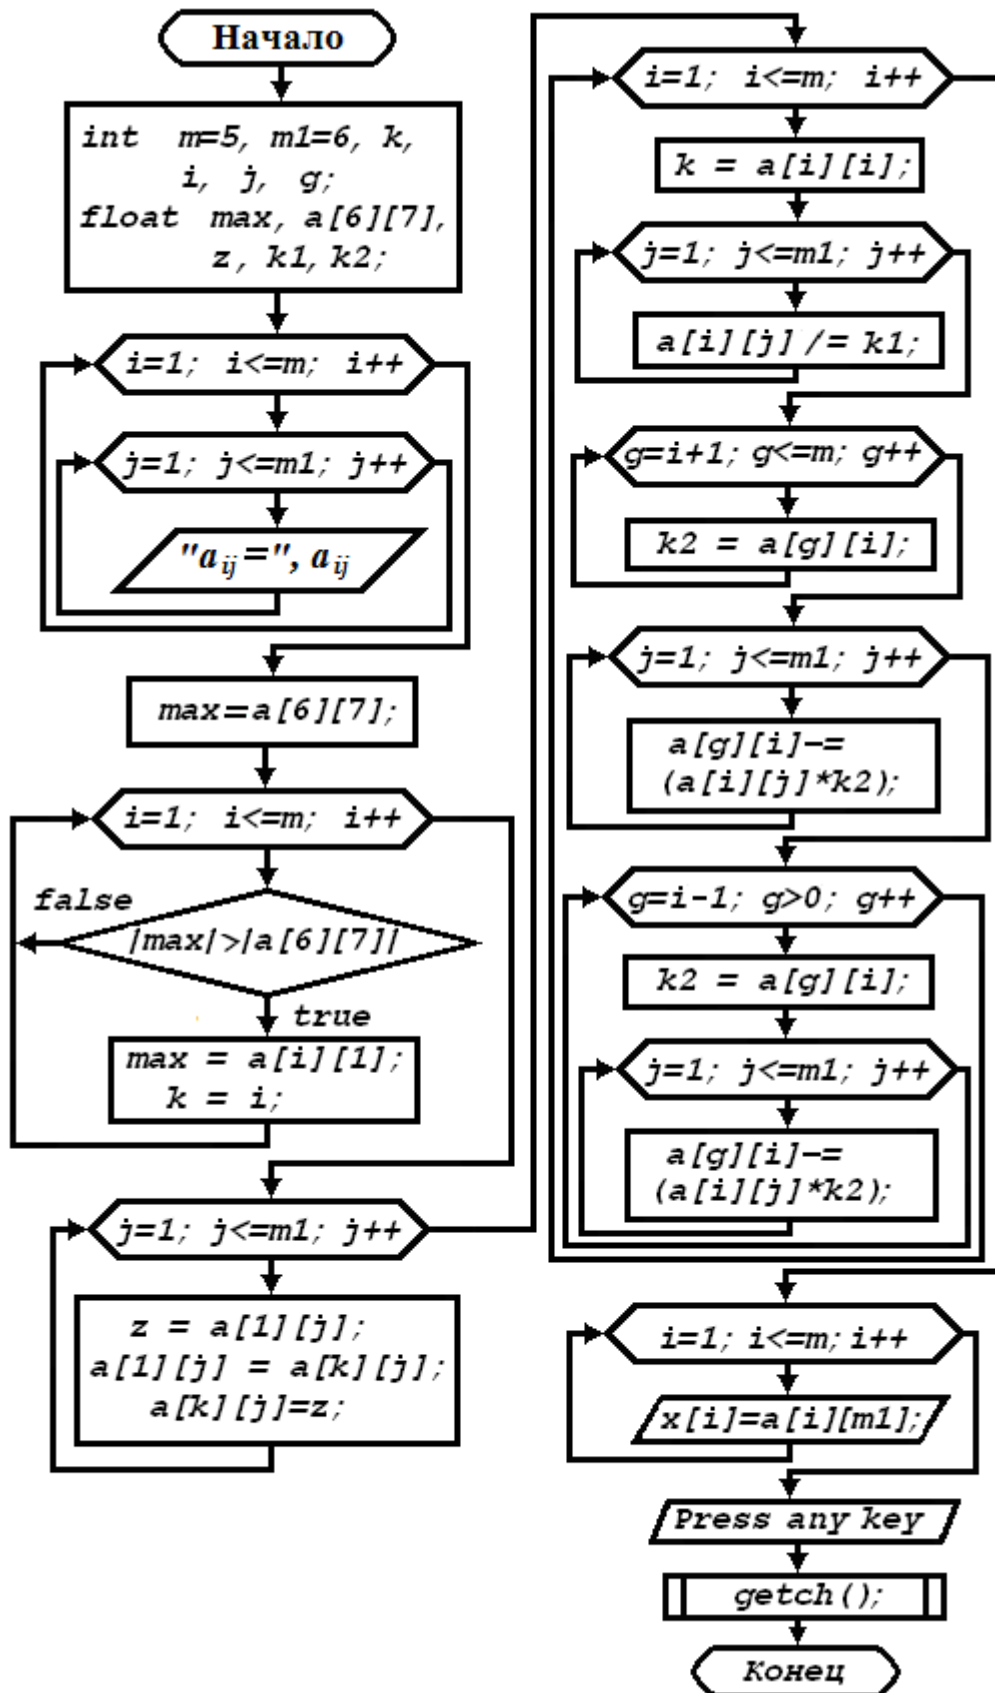 Начало
int m=5, m1=6, k,
i, j, g;
float max, a[6][7],
z, k1, k2;
i=1; i<=m; i++
j=1; j<=m1; j++
"a ij =", a ij
max=a[6][7];
i=1; i<=m; i++
false
|max|>|a[6][7]|
true
max = a[i][1];
k = i;
j=1; j<=m1; j++
z = a[1][j];
a[1][j] = a[k][j];
a[k][j]=z;
i=1; i<=m; i++
k = a[i][i];
j=1; j<=m1; j++
a[i][j] /= k1;
g=i+1; g<=m; g++
k2 = a[g][i];
j=1; j<=m1; j++
a[g][i]-=
(a[i][j]*k2);
g=i-1; g>0; g++
k2 = a[g][i];
j=1; j<=m1; j++
a[g][i]-=
(a[i][j]*k2);
i=1; i<=m; i++
x[i]=a[i][m1];
Press any key
getch();
Конец